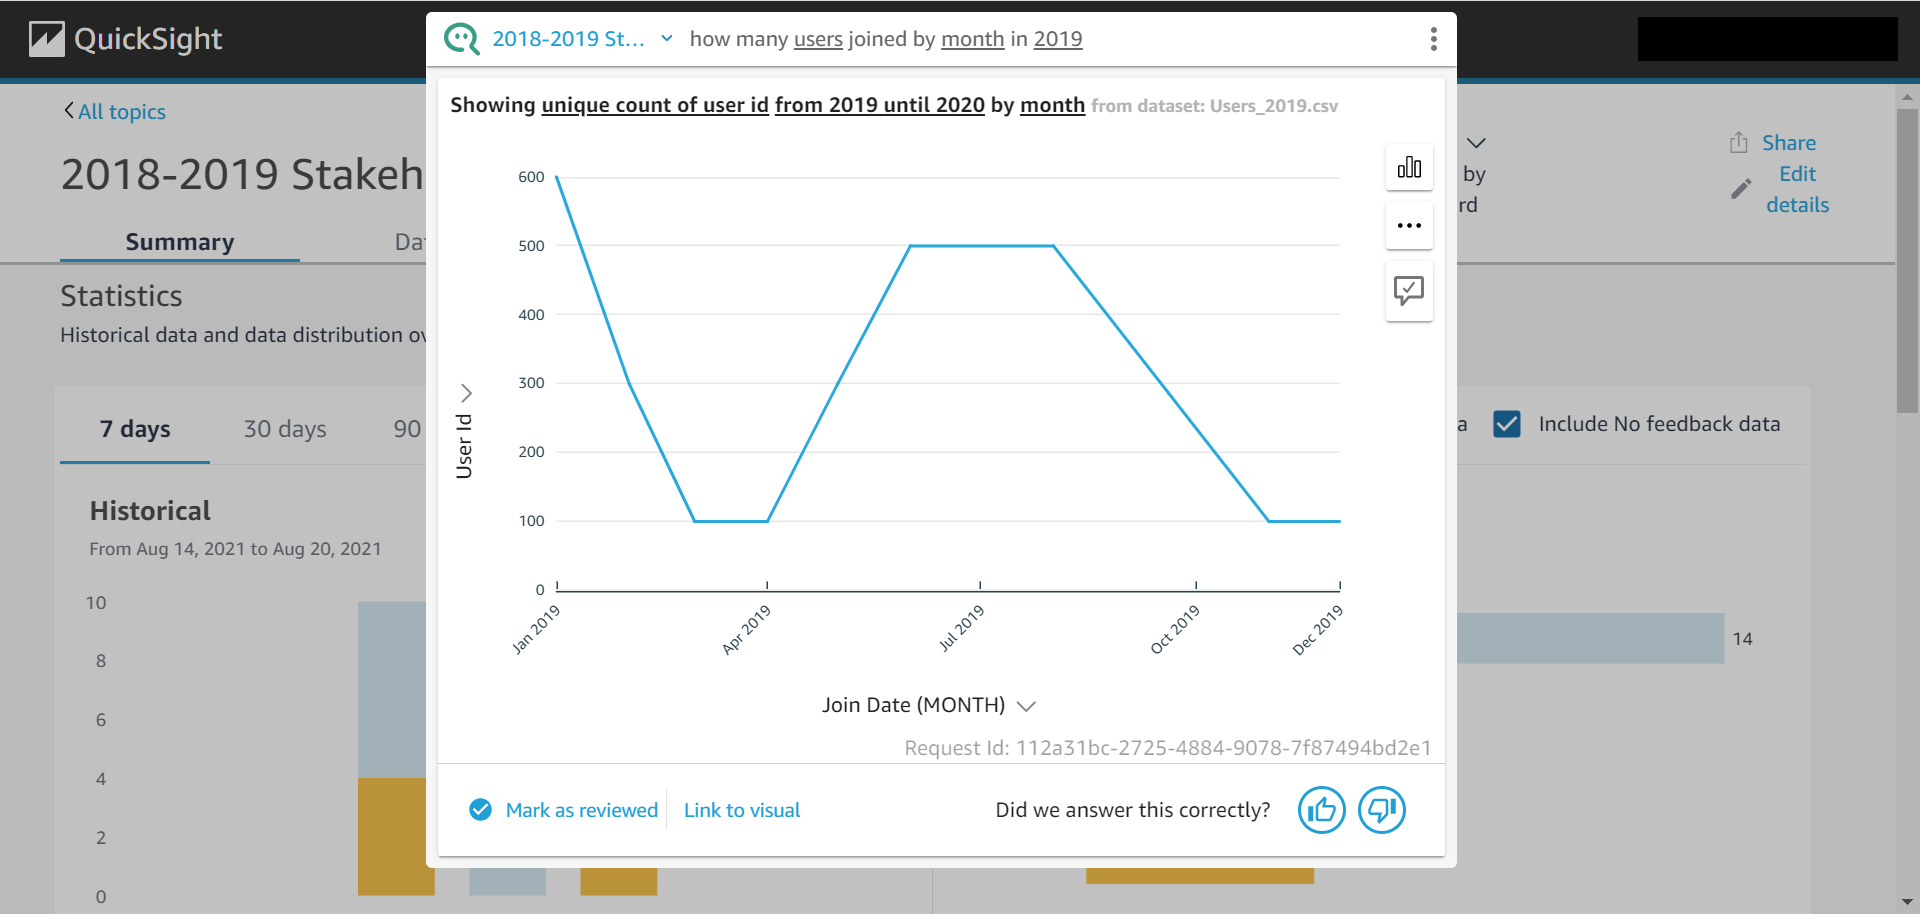 QuickSight
2018-2019 St...
how many users joined by month in 2019
All topics
2018-2019 Stakeh
by
rd
Share
Edit
details
Summary
Da
Statistics
Historical data and data distribution ov
7 days
30 days
90
a
Include No feedback data
Historical
From Aug 14, 2021 to Aug 20, 2021
10
8
6
4
2
0
14
Showing unique count of user id from 2019 until 2020 by month from dataset: Users_2019.csv
600
500
400
300
200
100
0
User Id
Jan 2019
Apr 2019
Jul 2019
Oct 2019
Dec 2019
Join Date (MONTH)
Request Id: 112a31bc-2725-4884-9078-7f87494bd2e1
Mark as reviewed
Link to visual
Did we answer this correctly?